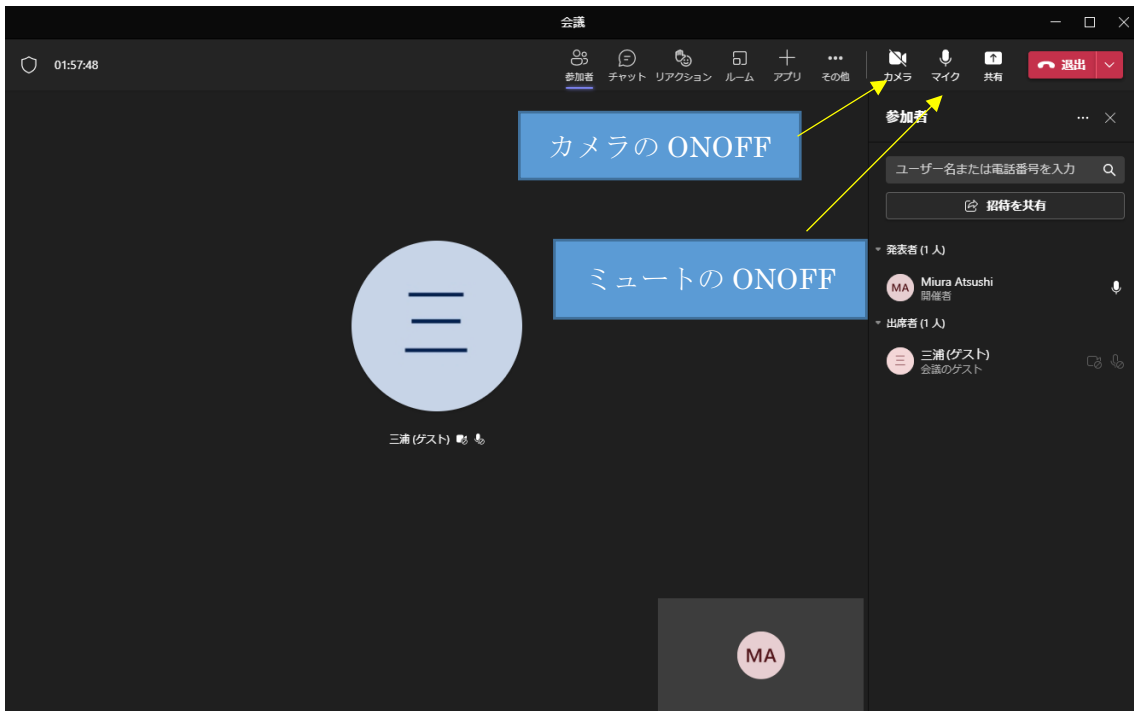 会議
01:57:48
参加者 チャット リアクション ルーム アプリ その他 カメラ マイク 共有 退出
カメラの ONOFF
参加者
ユーザー名または電話番号を入力
招待を共有
ミュートの ONOFF
発表者 (1 人)
MA Miura Atsushi
開催者
出席者 (1 人)
三 三浦 (ゲスト)
会議のゲスト
三
三浦 (ゲスト)
MA